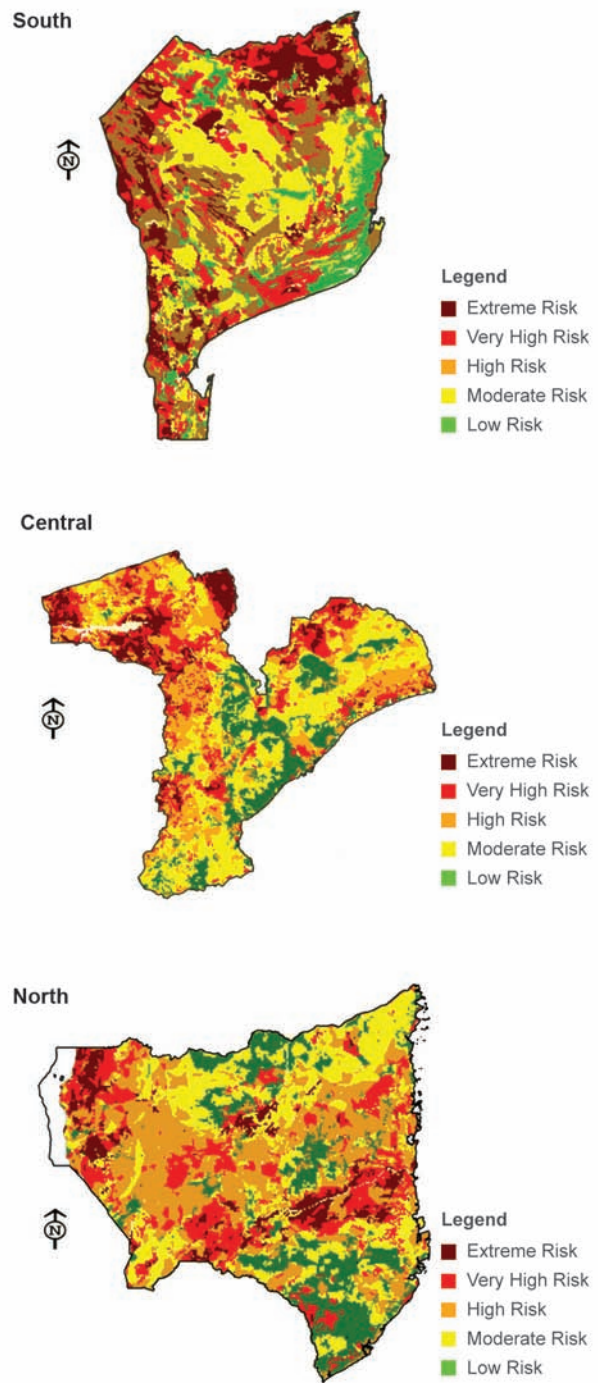 South
N
Legend
Extreme Risk
Very High Risk
High Risk
Moderate Risk
Low Risk
Central
N
Legend
Extreme Risk
Very High Risk
High Risk
Moderate Risk
Low Risk
North
N
Legend
Extreme Risk
Very High Risk
High Risk
Moderate Risk
Low Risk